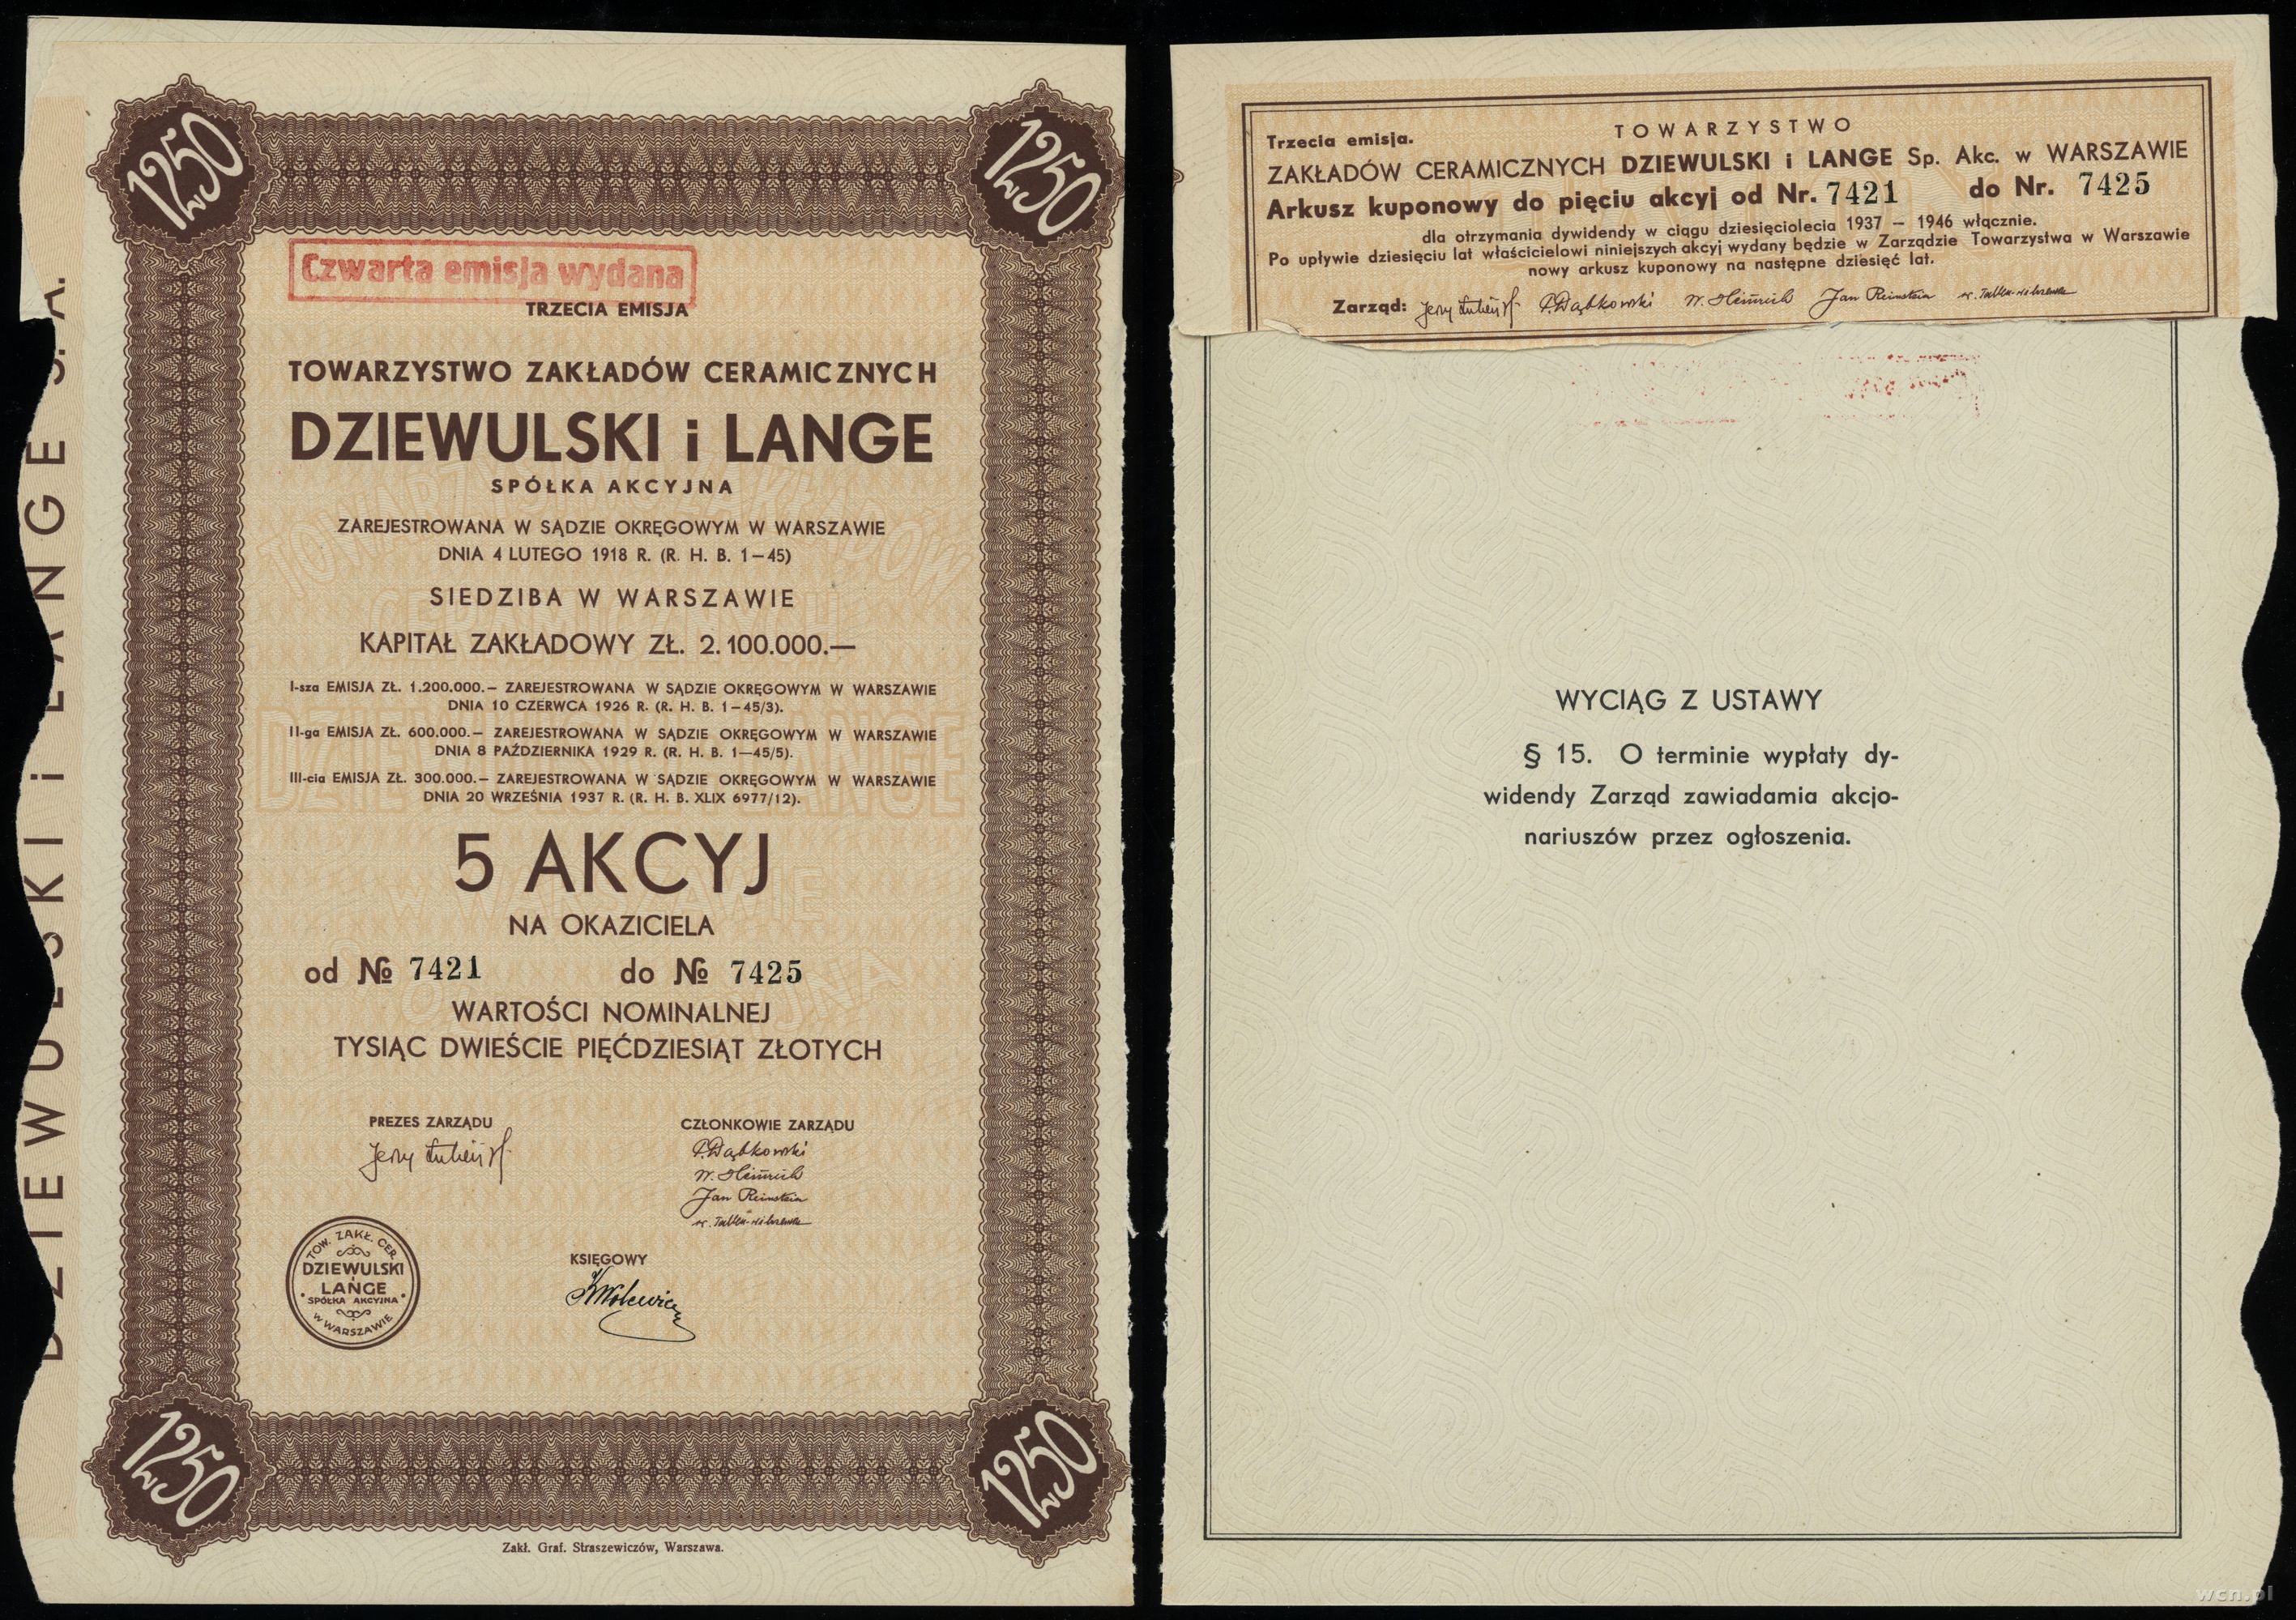 1250
1250
Czwarta emisja wydana
TRZECIA EMISJA
TOWARZYSTWO ZAKŁADÓW CERAMICZNYCH
DZIEWULSKI i LANGE
SPÓŁKA AKCYJNA
ZAREJESTROWANA W SĄDZIE OKRĘGOWYM W WARSZAWIE
DNIA 4 LUTEGO 1918 R. (R. H. B. 1–45)
SIEDZIBA W WARSZAWIE
KAPITAŁ ZAKŁADOWY ZŁ. 2.100.000.—
I-sza EMISJA ZŁ. 1.200.000.– ZAREJESTROWANA W SĄDZIE OKRĘGOWYM W WARSZAWIE
DNIA 10 CZERWCA 1926 R. (R. H. B. 1–45/3).
II-ga EMISJA ZŁ. 600.000.– ZAREJESTROWANA W SĄDZIE OKRĘGOWYM W WARSZAWIE
DNIA 8 PAŹDZIERNIKA 1929 R. (R. H. B. 1—45/5).
III-cia EMISJA ZŁ. 300.000.– ZAREJESTROWANA W SĄDZIE OKRĘGOWYM W WARSZAWIE
DNIA 20 WRZEŚNIA 1937 R. (R. H. B. XLIX 6977/12).
5 AKCYJ
NA OKAZICIELA
od № 7421 do № 7425
WARTOŚCI NOMINALNEJ
TYSIĄC DWIEŚCIE PIĘĆDZIESIĄT ZŁOTYCH
PREZES ZARZĄDU
Jerzy
CZŁONKOWIE ZARZĄDU
P. Dąbkowski
W. Heinrich
Jan Reinstein
KSIĘGOWY
TOW. ZAKŁ. CER.
DZIEWULSKI
i
LANGE
SPÓŁKA AKCYJNA
W WARSZAWIE
1250
1250
Zakł. Graf. Straszewiczów, Warszawa.
DZIEWULSKI i LANGE S. A.
Trzecia emisja.
TOWARZYSTWO
ZAKŁADÓW CERAMICZNYCH DZIEWULSKI i LANGE Sp. Akc. w WARSZAWIE
Arkusz kuponowy do pięciu akcyj od Nr. 7421 do Nr. 7425
dla otrzymania dywidendy w ciągu dziesięciolecia 1937 – 1946 włącznie.
Po upływie dziesięciu lat właścicielowi niniejszych akcyj wydany będzie w Zarządzie Towarzystwa w Warszawie
nowy arkusz kuponowy na następne dziesięć lat.
Zarząd: Jerzy P. Dąbkowski W. Heinrich Jan Reinstein
WYCIĄG Z USTAWY
§ 15. O terminie wypłaty dy-
widendy Zarząd zawiadamia akcjo-
nariuszów przez ogłoszenia.
wcn.pl